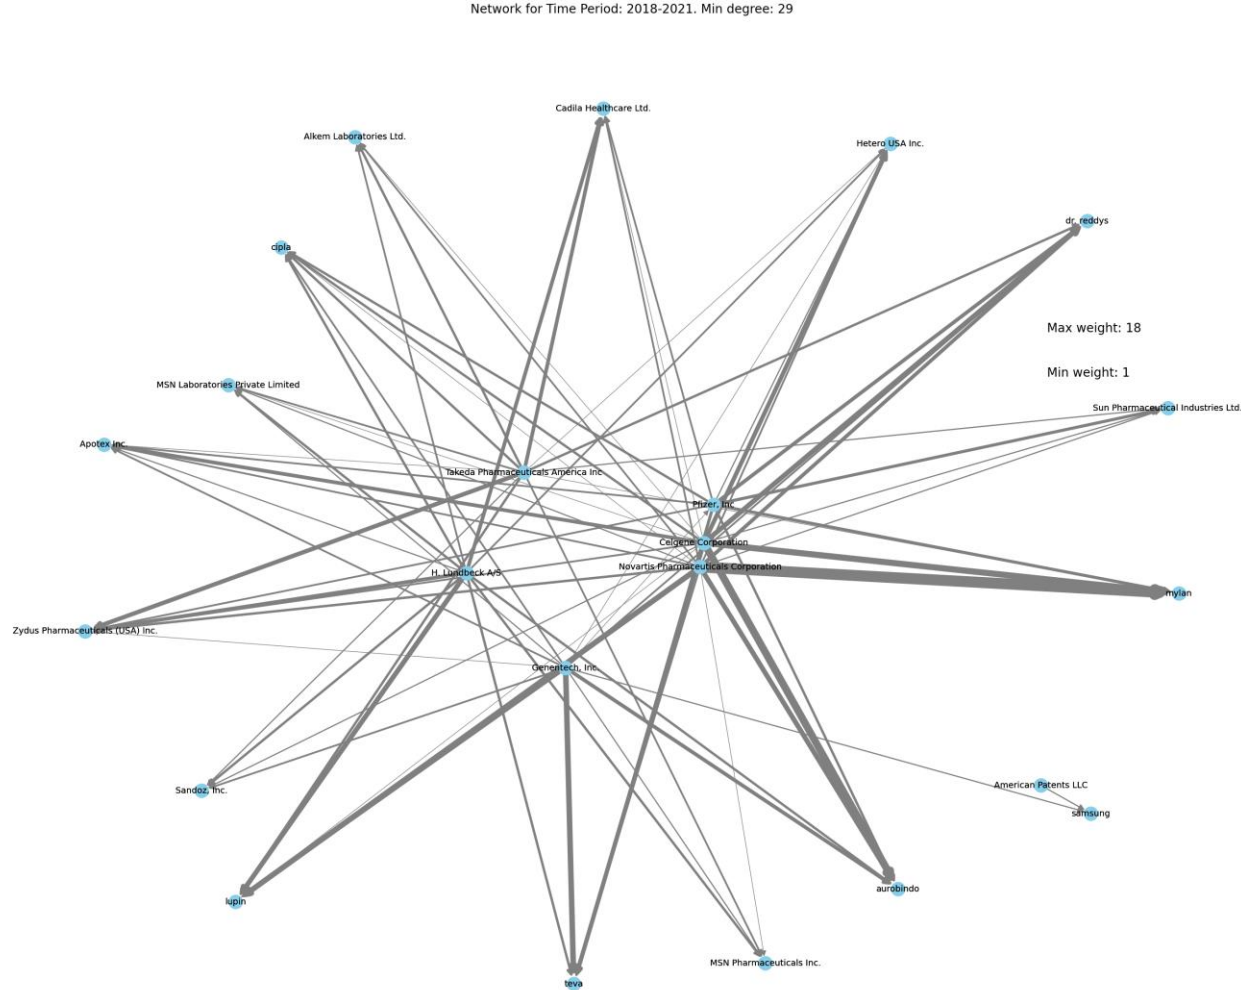 Network for Time Period: 2018-2021. Min degree: 29
Cadila Healthcare Ltd.
Alkem Laboratories Ltd.
Hetero USA Inc.
dr. reddys
cipla
Max weight: 18
Min weight: 1
MSN Laboratories Private Limited
Sun Pharmaceutical Industries Ltd.
Apotex Inc.
Takeda Pharmaceuticals America Inc
Pfizer, Inc
Celgene Corporation
Novartis Pharmaceuticals Corporation
H. Lundbeck A/S
mylan
Zydus Pharmaceuticals (USA) Inc.
Genentech, Inc.
American Patents LLC
Sandoz, Inc.
samsung
aurobindo
lupin
MSN Pharmaceuticals Inc.
teva